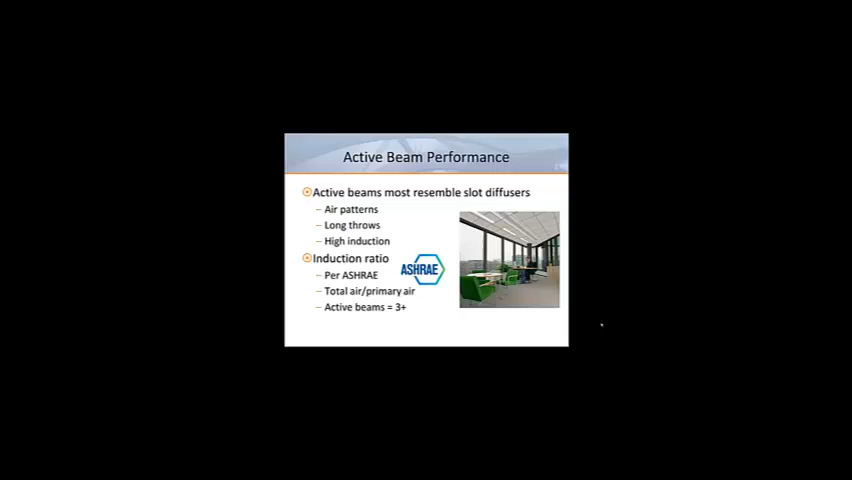 Active Beam Performance
Active beams most resemble slot diffusers
– Air patterns
– Long throws
– High induction
Induction ratio
ASHRAE
– Per ASHRAE
– Total air/primary air
– Active beams = 3+